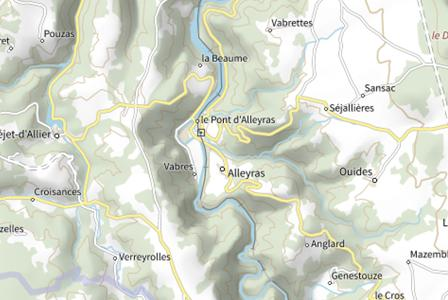 Vabrettes
Pouzas
la Beaume
Sansac
Séjallières
le Pont d'Alleyras
Vabres
Alleyras
Ouides
Croisances
Anglard
Verreyrolles
Genestouze
le Cros